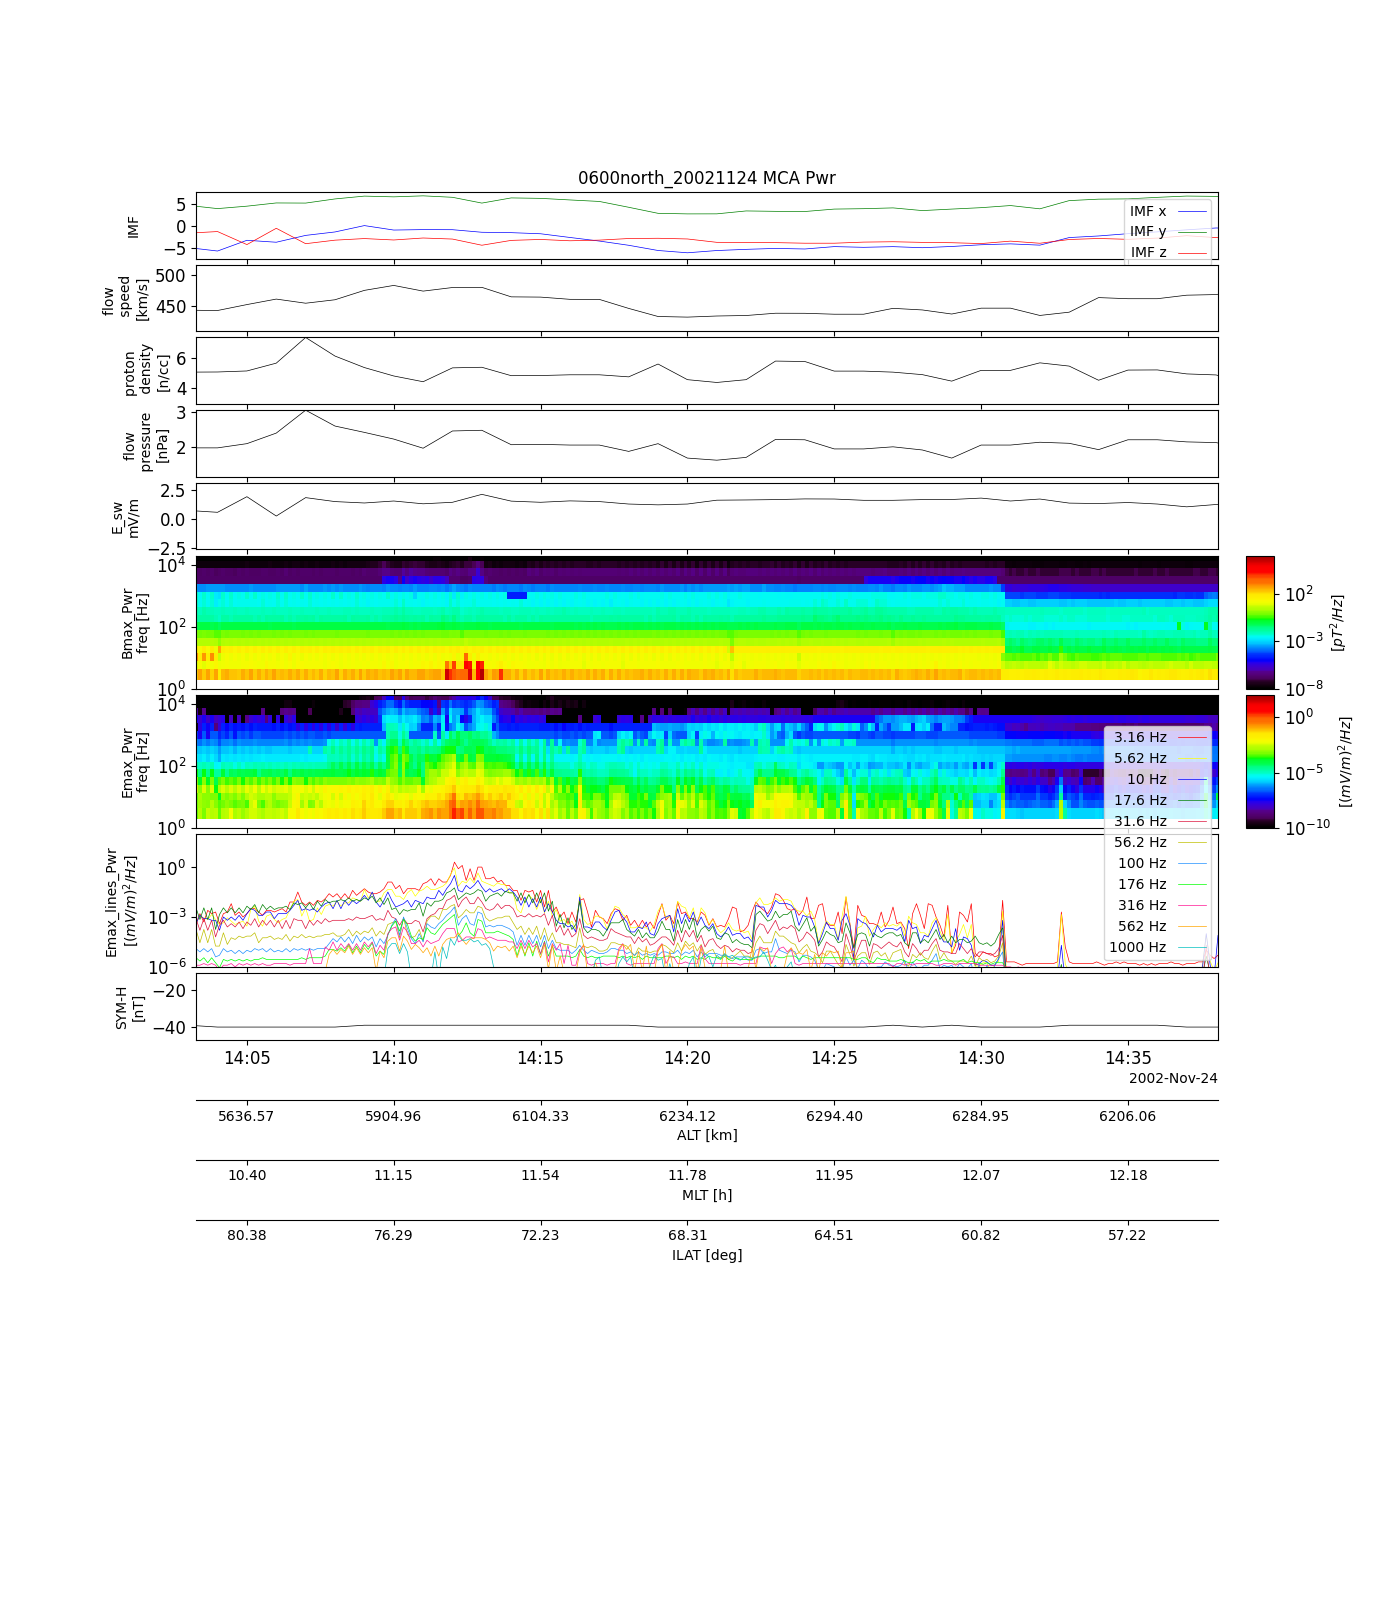 0600north_20021124 MCA Pwr
5
0
−5
IMF
IMF x
IMF y
IMF z
500
450
flow
speed
[km/s]
6
4
proton
density
[n/cc]
3
2
flow
pressure
[nPa]
2.5
0.0
−2.5
E_sw
mV/m
10^4
10^2
10^0
Bmax_Pwr
freq [Hz]
10^2
10^−3
10^−8
[pT^2/Hz]
10^4
10^2
10^0
Emax_Pwr
freq [Hz]
10^0
10^−5
10^−10
[(mV/m)^2/Hz]
3.16 Hz
5.62 Hz
10 Hz
17.6 Hz
31.6 Hz
56.2 Hz
100 Hz
176 Hz
316 Hz
562 Hz
1000 Hz
10^0
10^−3
10^−6
Emax_lines_Pwr
[(mV/m)^2/Hz]
−20
−40
SYM-H
[nT]
14:05 14:10 14:15 14:20 14:25 14:30 14:35
2002-Nov-24
5636.57 5904.96 6104.33 6234.12 6294.40 6284.95 6206.06
ALT [km]
10.40 11.15 11.54 11.78 11.95 12.07 12.18
MLT [h]
80.38 76.29 72.23 68.31 64.51 60.82 57.22
ILAT [deg]